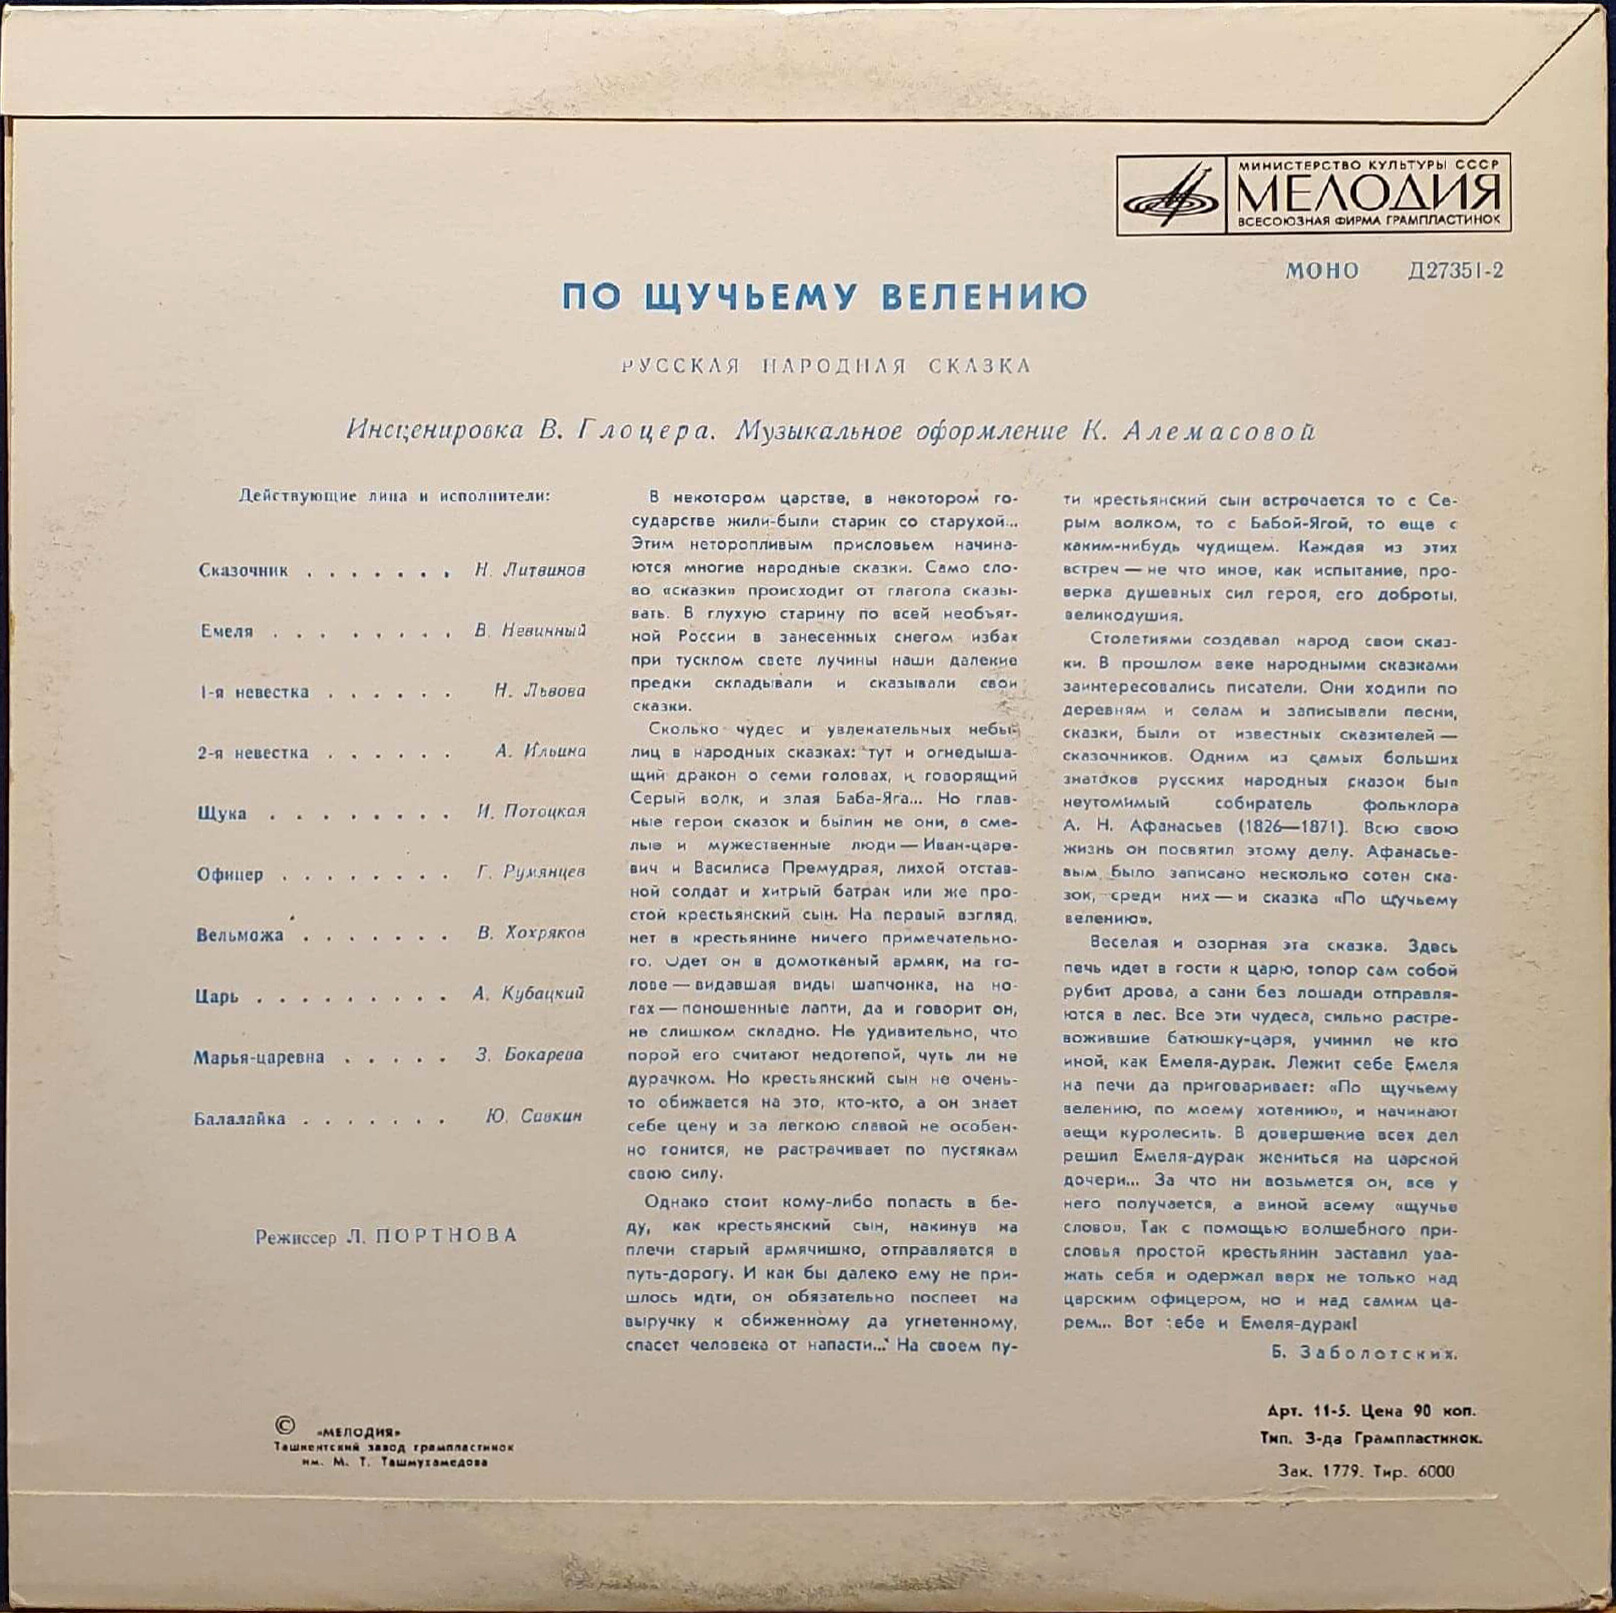 МИНИСТЕРСТВО КУЛЬТУРЫ СССР
МЕЛОДИЯ
ВСЕСОЮЗНАЯ ФИРМА ГРАМПЛАСТИНОК
МОНО Д27351-2
ПО ЩУЧЬЕМУ ВЕЛЕНИЮ
РУССКАЯ НАРОДНАЯ СКАЗКА
Инсценировка В. Глоцера. Музыкальное оформление К. Алемасовой
Действующие лица и исполнители:
Сказочник . . . . . . . Н. Литвинов
Емеля . . . . . . . . . В. Невинный
1-я невестка . . . . . . Н. Львова
2-я невестка . . . . . . А. Ильина
Щука . . . . . . . . . И. Потоцкая
Офицер . . . . . . . . Г. Румянцев
Вельможа . . . . . . . В. Хохряков
Царь . . . . . . . . . . А. Кубацкий
Марья-царевна . . . . . З. Бокарева
Балалайка . . . . . . . Ю. Савкин
Режиссер Л. ПОРТНОВА
В некотором царстве, в некотором го-
сударстве жили-были старик со старухой...
Этим неторопливым присловьем начина-
ются многие народные сказки. Само сло-
во «сказки» происходит от глагола сказы-
вать. В глухую старину по всей необъят-
ной России в занесенных снегом избах
при тусклом свете лучины наши далекие
предки складывали и сказывали свои
сказки.
Сколько чудес и увлекательных небы-
лиц в народных сказках: тут и огнедыша-
щий дракон о семи головах, и говорящий
Серый волк, и злая Баба-Яга... Но глав-
ные герои сказок и былин не они, а сме-
лые и мужественные люди — Иван-царе-
вич и Василиса Премудрая, лихой отстав-
ной солдат и хитрый батрак или же про-
стой крестьянский сын. На первый взгляд,
нет в крестьянине ничего примечательно-
го. Одет он в домотканый армяк, на го-
лове — видавшая виды шапчонка, на но-
гах — поношенные лапти, да и говорит он,
не слишком складно. Не удивительно, что
порой его считают недотепой, чуть ли не
дурачком. Но крестьянский сын не очень-
то обижается на это, кто-кто, а он знает
себе цену и за легкою славой не особен-
но гонится, не растрачивает по пустякам
свою силу.
Однако стоит кому-либо попасть в бе-
ду, как крестьянский сын, накинув на
плечи старый армячишко, отправляется в
путь-дорогу. И как бы далеко ему не при-
шлось идти, он обязательно поспеет на
выручку к обиженному да угнетенному,
спасет человека от напасти... На своем пу-
ти крестьянский сын встречается то с Се-
рым волком, то с Бабой-Ягой, то еще с
каким-нибудь чудищем. Каждая из этих
встреч — не что иное, как испытание, про-
верка душевных сил героя, его доброты,
великодушия.
Столетиями создавал народ свои сказ-
ки. В прошлом веке народными сказками
заинтересовались писатели. Они ходили по
деревням и селам и записывали песни,
сказки, были от известных сказителей —
сказочников. Одним из самых больших
знатоков русских народных сказок был
неутомимый собиратель фольклора
А. Н. Афанасьев (1826—1871). Всю свою
жизнь он посвятил этому делу. Афанасье-
вым было записано несколько сотен ска-
зок, среди них — и сказка «По щучьему
велению».
Веселая и озорная эта сказка. Здесь
печь идет в гости к царю, топор сам собой
рубит дрова, а сани без лошади отправля-
ются в лес. Все эти чудеса, сильно растре-
вожившие батюшку-царя, учинил не кто
иной, как Емеля-дурак. Лежит себе Емеля
на печи да приговаривает: «По щучьему
велению, по моему хотению», и начинают
вещи куролесить. В довершение всех дел
решил Емеля-дурак жениться на царской
дочери... За что ни возьмется он, все у
него получается, а виной всему «щучье
слово». Так с помощью волшебного при-
словья простой крестьянин заставил ува-
жать себя и одержал верх не только над
царским офицером, но и над самим ца-
рем... Вот тебе и Емеля-дурак!
Б. Заболотских.
© «МЕЛОДИЯ»
Ташкентский завод грампластинок
им. М. Т. Ташмухамедова
Арт. 11-5. Цена 90 коп.
Тип. З-да Грампластинок.
Зак. 1779. Тир. 6000